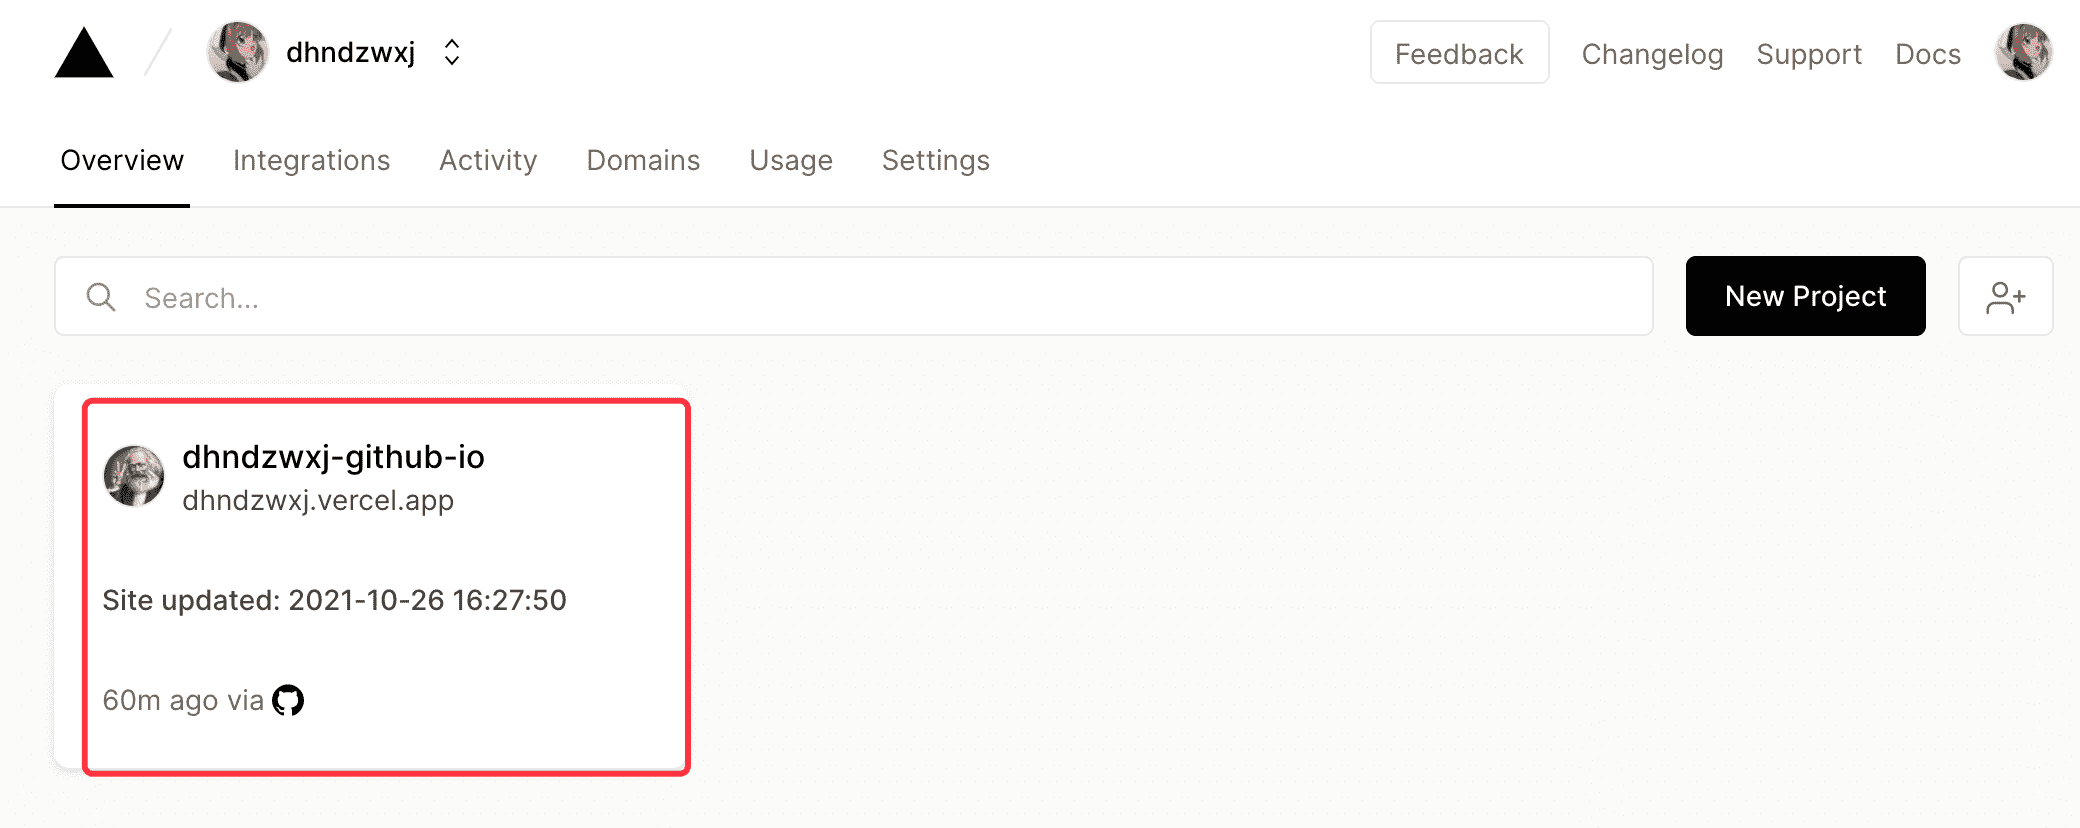 dhndzwxj
Feedback
Changelog
Support
Docs
Overview
Integrations
Activity
Domains
Usage
Settings
Search...
New Project
dhndzwxj-github-io
dhndzwxj.vercel.app
Site updated: 2021-10-26 16:27:50
60m ago via